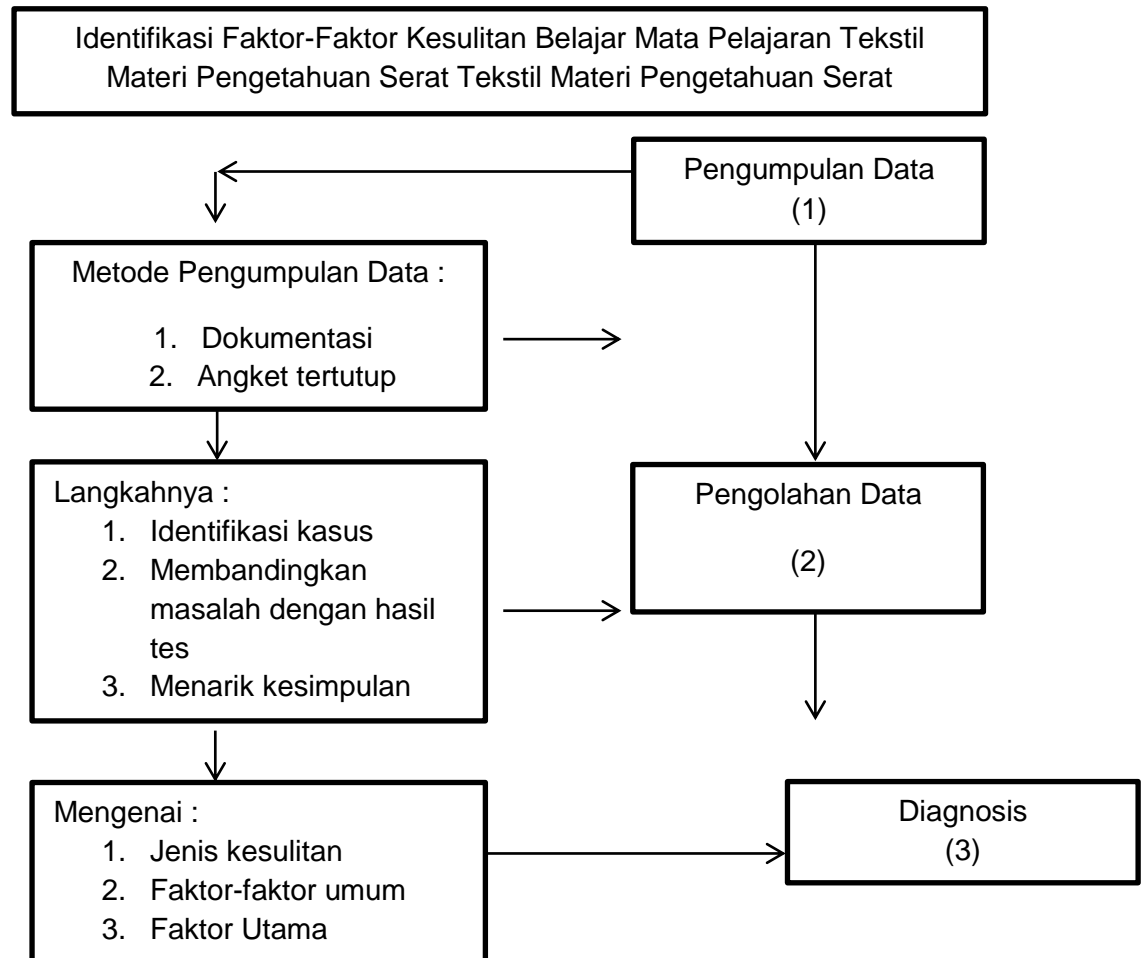 Identifikasi Faktor-Faktor Kesulitan Belajar Mata Pelajaran Tekstil
Materi Pengetahuan Serat Tekstil Materi Pengetahuan Serat
Pengumpulan Data
(1)
Metode Pengumpulan Data :
1. Dokumentasi
2. Angket tertutup
Langkahnya :
1. Identifikasi kasus
2. Membandingkan
masalah dengan hasil
tes
3. Menarik kesimpulan
Pengolahan Data
(2)
Mengenai :
1. Jenis kesulitan
2. Faktor-faktor umum
3. Faktor Utama
Diagnosis
(3)